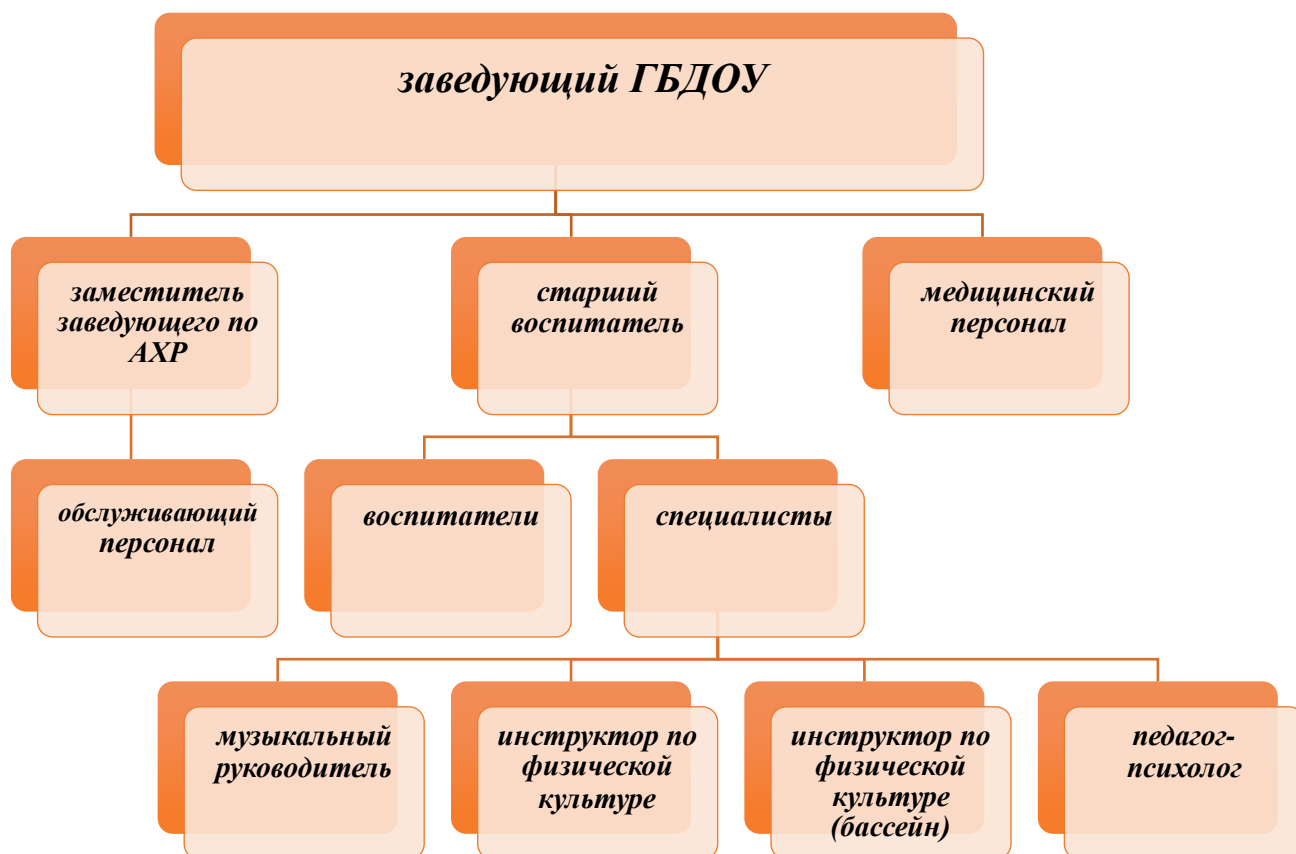 заведующий ГБДОУ
заместитель
заведующего по
АХР
старший
воспитатель
медицинский
персонал
обслуживающий
персонал
воспитатели
специалисты
музыкальный
руководитель
инструктор по
физической
культуре
инструктор по
физической
культуре
(бассейн)
педагог-
психолог